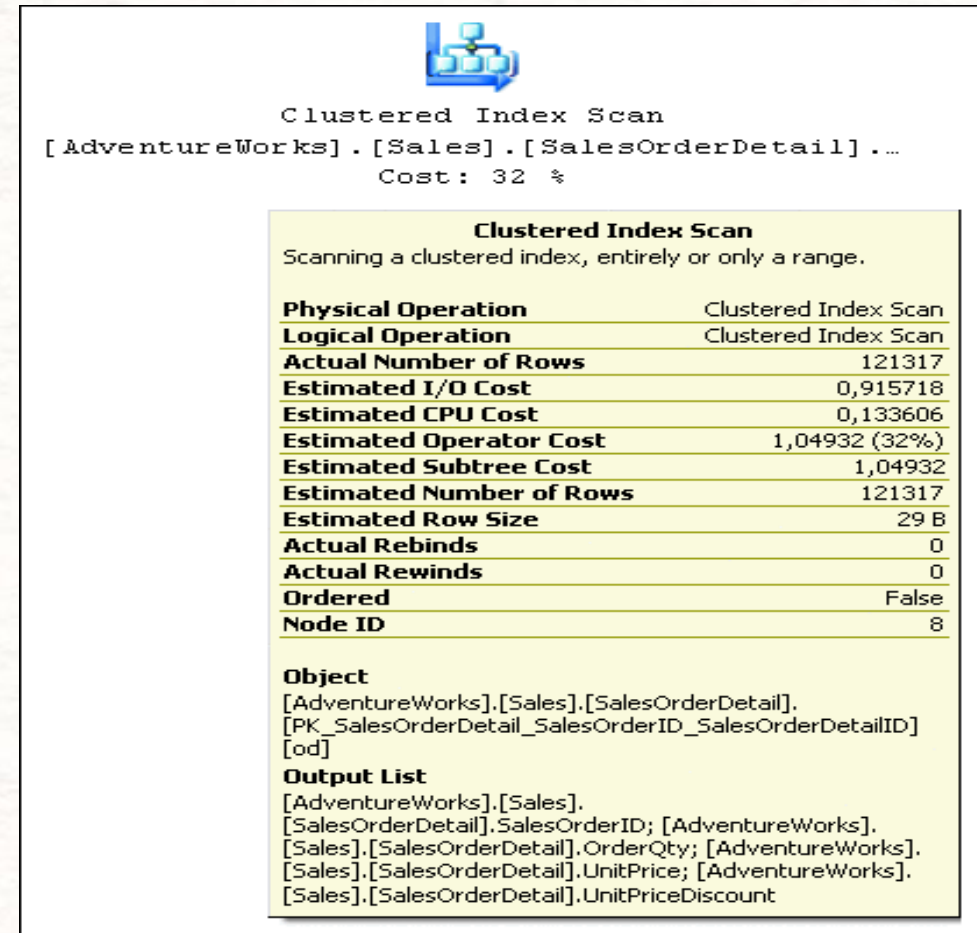 Clustered Index Scan
[AdventureWorks].[Sales].[SalesOrderDetail].…
Cost: 32 %
Clustered Index Scan
Scanning a clustered index, entirely or only a range.
Physical Operation Clustered Index Scan
Logical Operation Clustered Index Scan
Actual Number of Rows 121317
Estimated I/O Cost 0,915718
Estimated CPU Cost 0,133606
Estimated Operator Cost 1,04932 (32%)
Estimated Subtree Cost 1,04932
Estimated Number of Rows 121317
Estimated Row Size 29 B
Actual Rebinds 0
Actual Rewinds 0
Ordered False
Node ID 8
Object
[AdventureWorks].[Sales].[SalesOrderDetail].
[PK_SalesOrderDetail_SalesOrderID_SalesOrderDetailID]
[od]
Output List
[AdventureWorks].[Sales].
[SalesOrderDetail].SalesOrderID; [AdventureWorks].
[Sales].[SalesOrderDetail].OrderQty; [AdventureWorks].
[Sales].[SalesOrderDetail].UnitPrice; [AdventureWorks].
[Sales].[SalesOrderDetail].UnitPriceDiscount